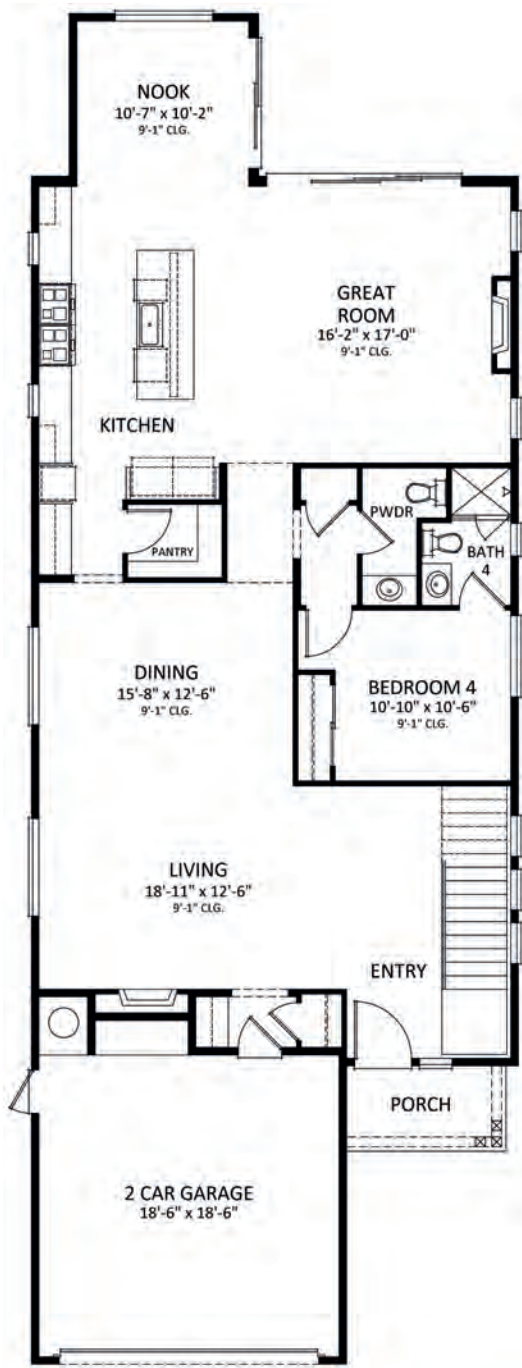 NOOK
10'-7" x 10'-2"
9'-1" CLG.
GREAT
ROOM
16'-2" x 17'-0"
9'-1" CLG.
KITCHEN
PWDR
PANTRY
BATH
4
DINING
15'-8" x 12'-6"
9'-1" CLG.
BEDROOM 4
10'-10" x 10'-6"
9'-1" CLG.
LIVING
18'-11" x 12'-6"
9'-1" CLG.
ENTRY
PORCH
2 CAR GARAGE
18'-6" x 18'-6"